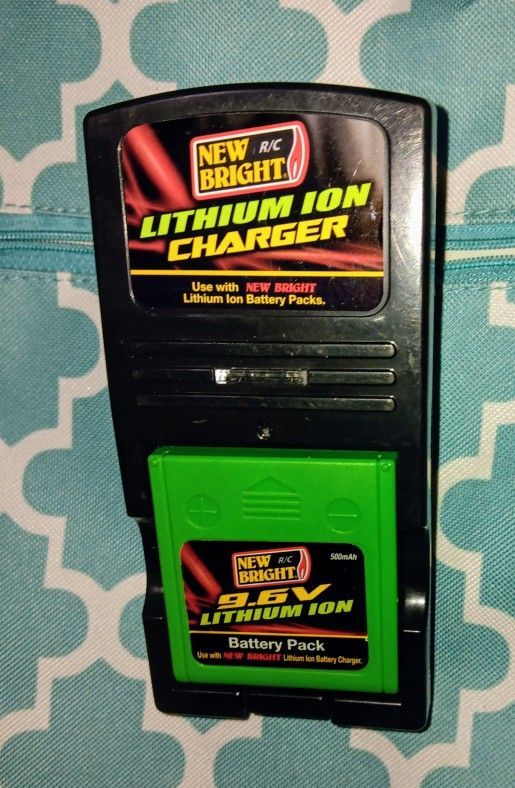 NEW R/C
BRIGHT
LITHIUM ION
CHARGER
Use with NEW BRIGHT
Lithium Ion Battery Packs.
NEW R/C
BRIGHT
500mAh
9.6V
LITHIUM ION
Battery Pack
Use with NEW BRIGHT Lithium Ion Battery Charger.